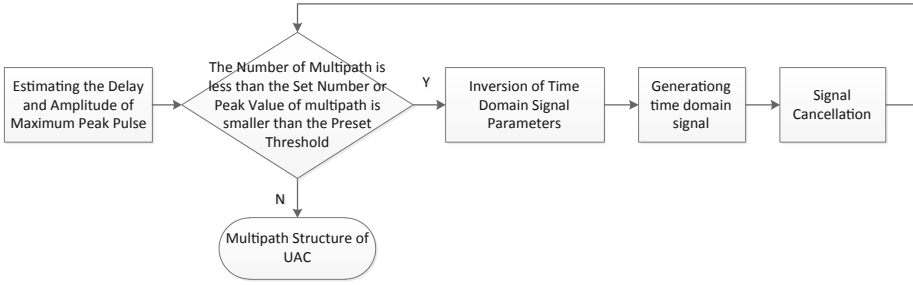 Estimating the Delay
and Amplitude of
Maximum Peak Pulse
The Number of Multipath is
less than the Set Number or
Peak Value of multipath is
smaller than the Preset
Threshold
Y
Inversion of Time
Domain Signal
Parameters
Generationg
time domain
signal
Signal
Cancellation
N
Multipath Structure of
UAC